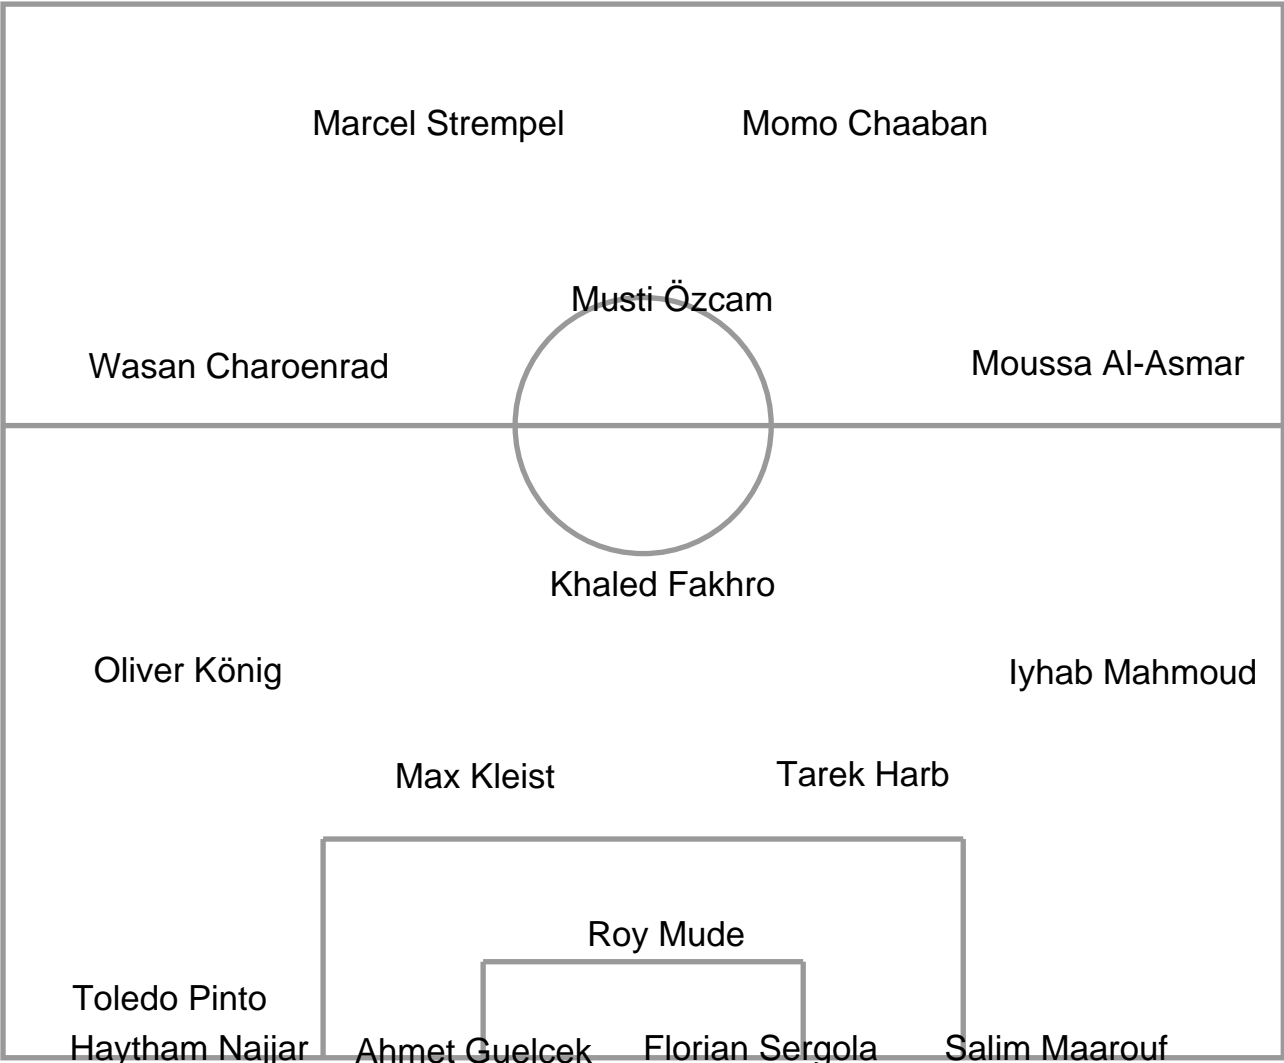 Marcel Strempel
Momo Chaaban
Musti Özcam
Wasan Charoenrad
Moussa Al-Asmar
Khaled Fakhro
Oliver König
Iyhab Mahmoud
Max Kleist
Tarek Harb
Roy Mude
Toledo Pinto
Haytham Najjar
Ahmet Guelcek
Florian Sergola
Salim Maarouf